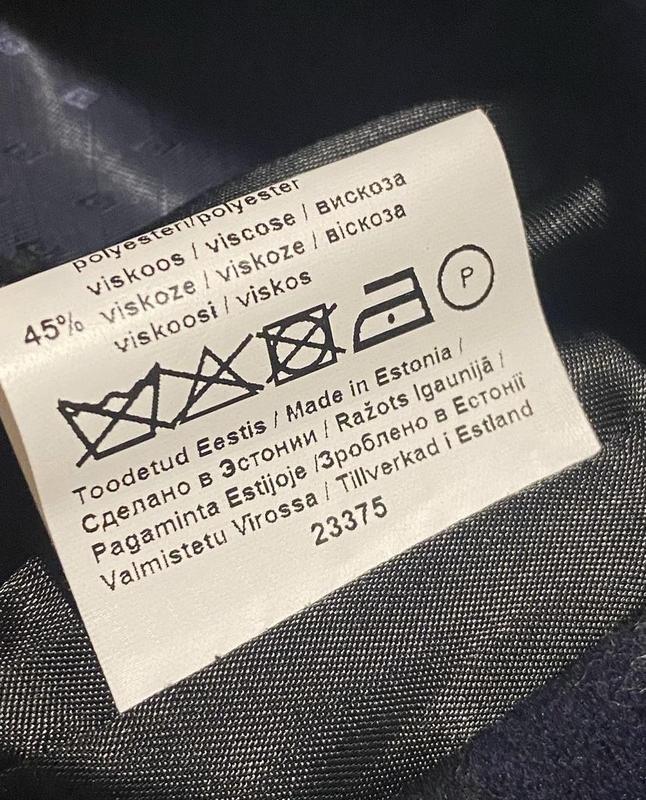 polyesteri/polyester
viskoos / viscose / вискоза
45% viskoze / viskoze / віскоза
viskoosi / viskos
P
Toodetud Eestis / Made in Estonia /
Сделано в Эстонии / Ražots Igaunijā /
Pagaminta Estijoje /Зроблено в Естонії
Valmistetu Virossa / Tillverkad i Estland
23375